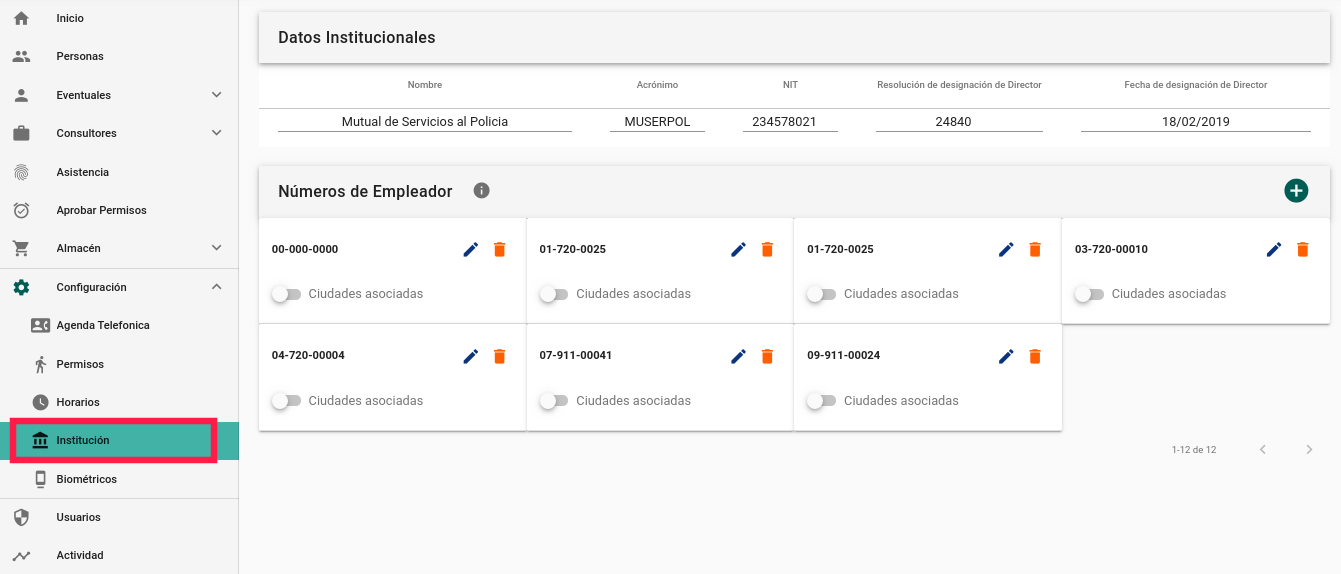 Inicio
Personas
Eventuales
Consultores
Asistencia
Aprobar Permisos
Almacén
Configuración
Agenda Telefonica
Permisos
Horarios
Institución
Biométricos
Usuarios
Actividad
Datos Institucionales
Nombre Acrónimo NIT Resolución de designación de Director Fecha de designación de Director
Mutual de Servicios al Policia MUSERPOL 234578021 24840 18/02/2019
Números de Empleador
00-000-0000 01-720-0025 01-720-0025 03-720-00010
Ciudades asociadas Ciudades asociadas Ciudades asociadas Ciudades asociadas
04-720-00004 07-911-00041 09-911-00024
Ciudades asociadas Ciudades asociadas Ciudades asociadas
1-12 de 12